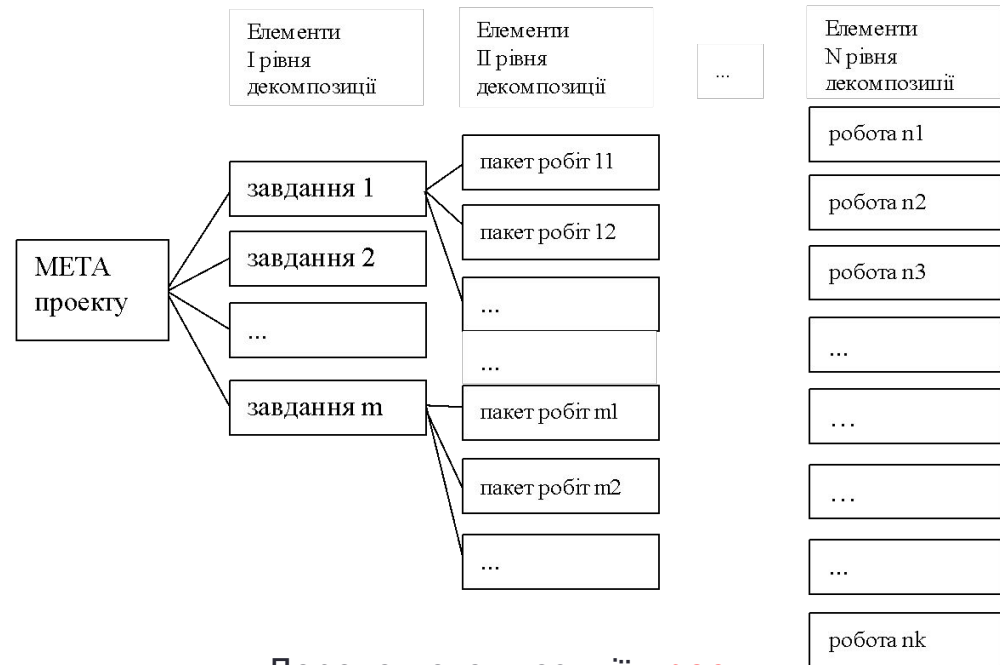 Елементи
I рівня
декомпозиції
Елементи
II рівня
декомпозиції
...
Елементи
N рівня
декомпозиції
МЕТА
проекту
завдання 1
завдання 2
...
завдання m
пакет робіт 11
пакет робіт 12
...
...
пакет робіт m1
пакет робіт m2
...
робота n1
робота n2
робота n3
...
...
...
...
робота nk